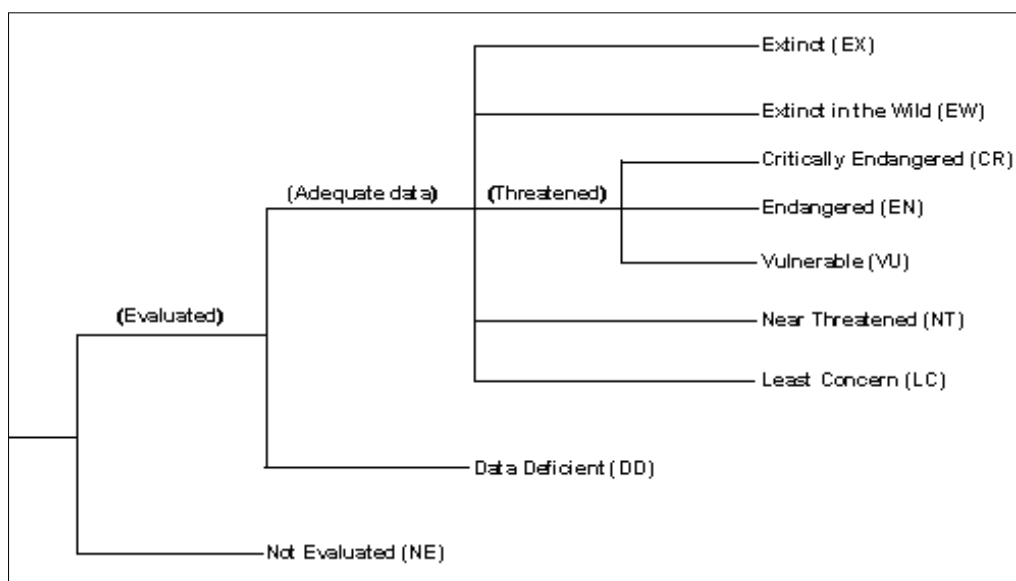 Extinct (EX)
Extinct in the Wild (EW)
Critically Endangered (CR)
(Adequate data)
(Threatened)
Endangered (EN)
Vulnerable (VU)
(Evaluated)
Near Threatened (NT)
Least Concern (LC)
Data Deficient (DD)
Not Evaluated (NE)